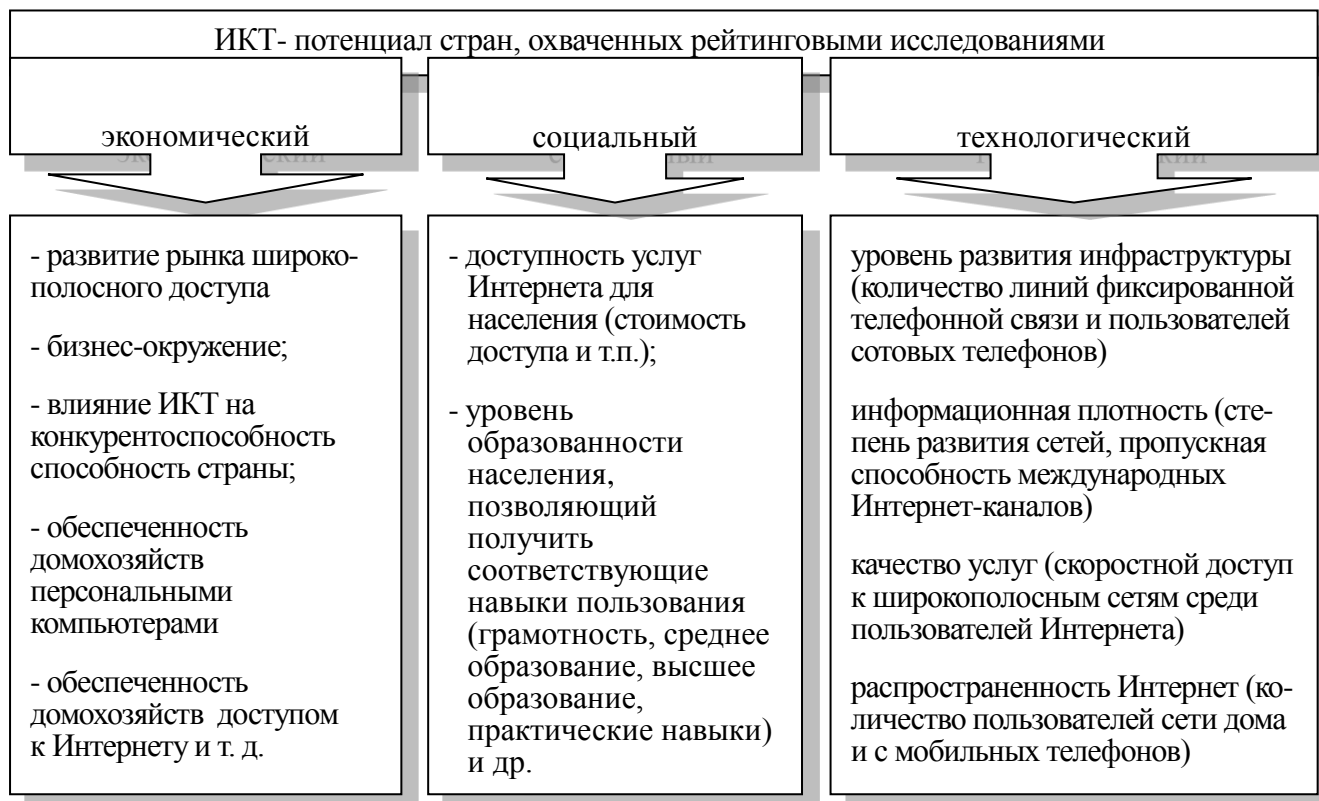 ИКТ- потенциал стран, охваченных рейтинговыми исследованиями
экономический
социальный
технологический
- развитие рынка широко-
полосного доступа
- бизнес-окружение;
- влияние ИКТ на
конкурентоспособность
способность страны;
- обеспеченность
домохозяйств
персональными
компьютерами
- обеспеченность
домохозяйств доступом
к Интернету и т. д.
- доступность услуг
Интернета для
населения (стоимость
доступа и т.п.);
- уровень
образованности
населения,
позволяющий
получить
соответствующие
навыки пользования
(грамотность, среднее
образование, высшее
образование,
практические навыки)
и др.
уровень развития инфраструктуры
(количество линий фиксированной
телефонной связи и пользователей
сотовых телефонов)
информационная плотность (сте-
пень развития сетей, пропускная
способность международных
Интернет-каналов)
качество услуг (скоростной доступ
к широкополосным сетям среди
пользователей Интернета)
распространенность Интернет (ко-
личество пользователей сети дома
и с мобильных телефонов)